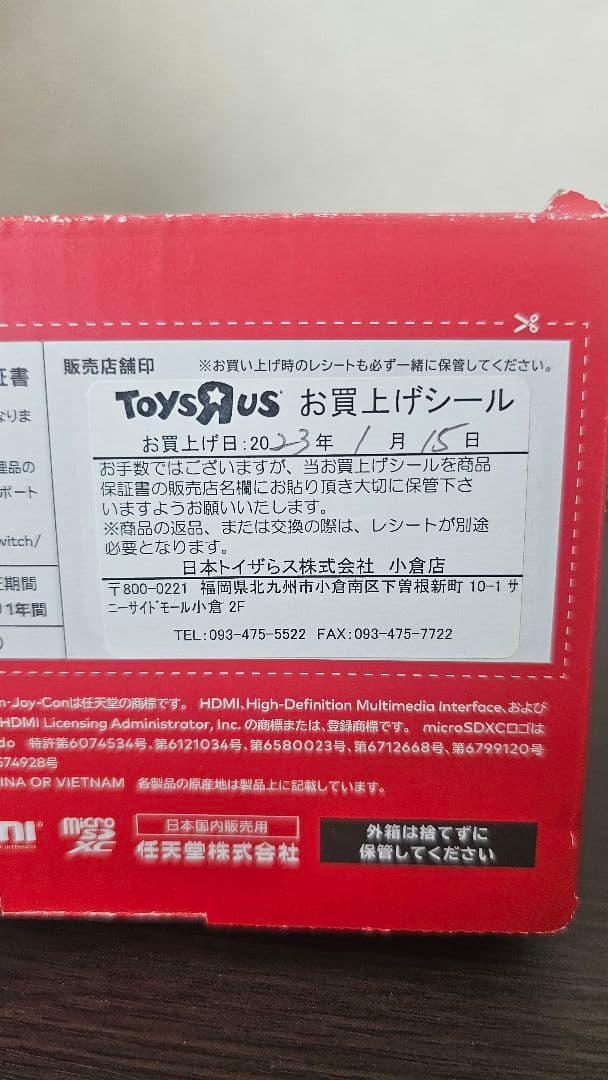 証書
販売店舗印 ※お買い上げ時のレシートも必ず一緒に保管してください。
なりま
ToysЯus お買上げシール
お買上げ日:2023年 1月 15日
お手数ではございますが、当お買上げシールを商品
保証書の販売店名欄にお貼り頂き大切に保管下さ
いますようお願いいたします。
※商品の返品、または交換の際は、レシートが別途
必要となります。
日本トイザらス株式会社 小倉店
〒800-0221 福岡県北九州市小倉南区下曽根新町 10-1 サ
ニーサイドモール小倉 2F
TEL:093-475-5522 FAX:093-475-7722
品の
ポート
witch/
期間
1年間
n・Joy-Conは任天堂の商標です。 HDMI、High-Definition Multimedia Interface、および
HDMI Licensing Administrator, Inc. の商標または、登録商標です。 microSDXCロゴは
do 特許第6074534号、第6121034号、第6580023号、第6712668号、第6799120号
574928号
INA OR VIETNAM 各製品の原産地は製品上に記載しています。
micro SD XC
日本国内販売用
任天堂株式会社
外箱は捨てずに
保管してください